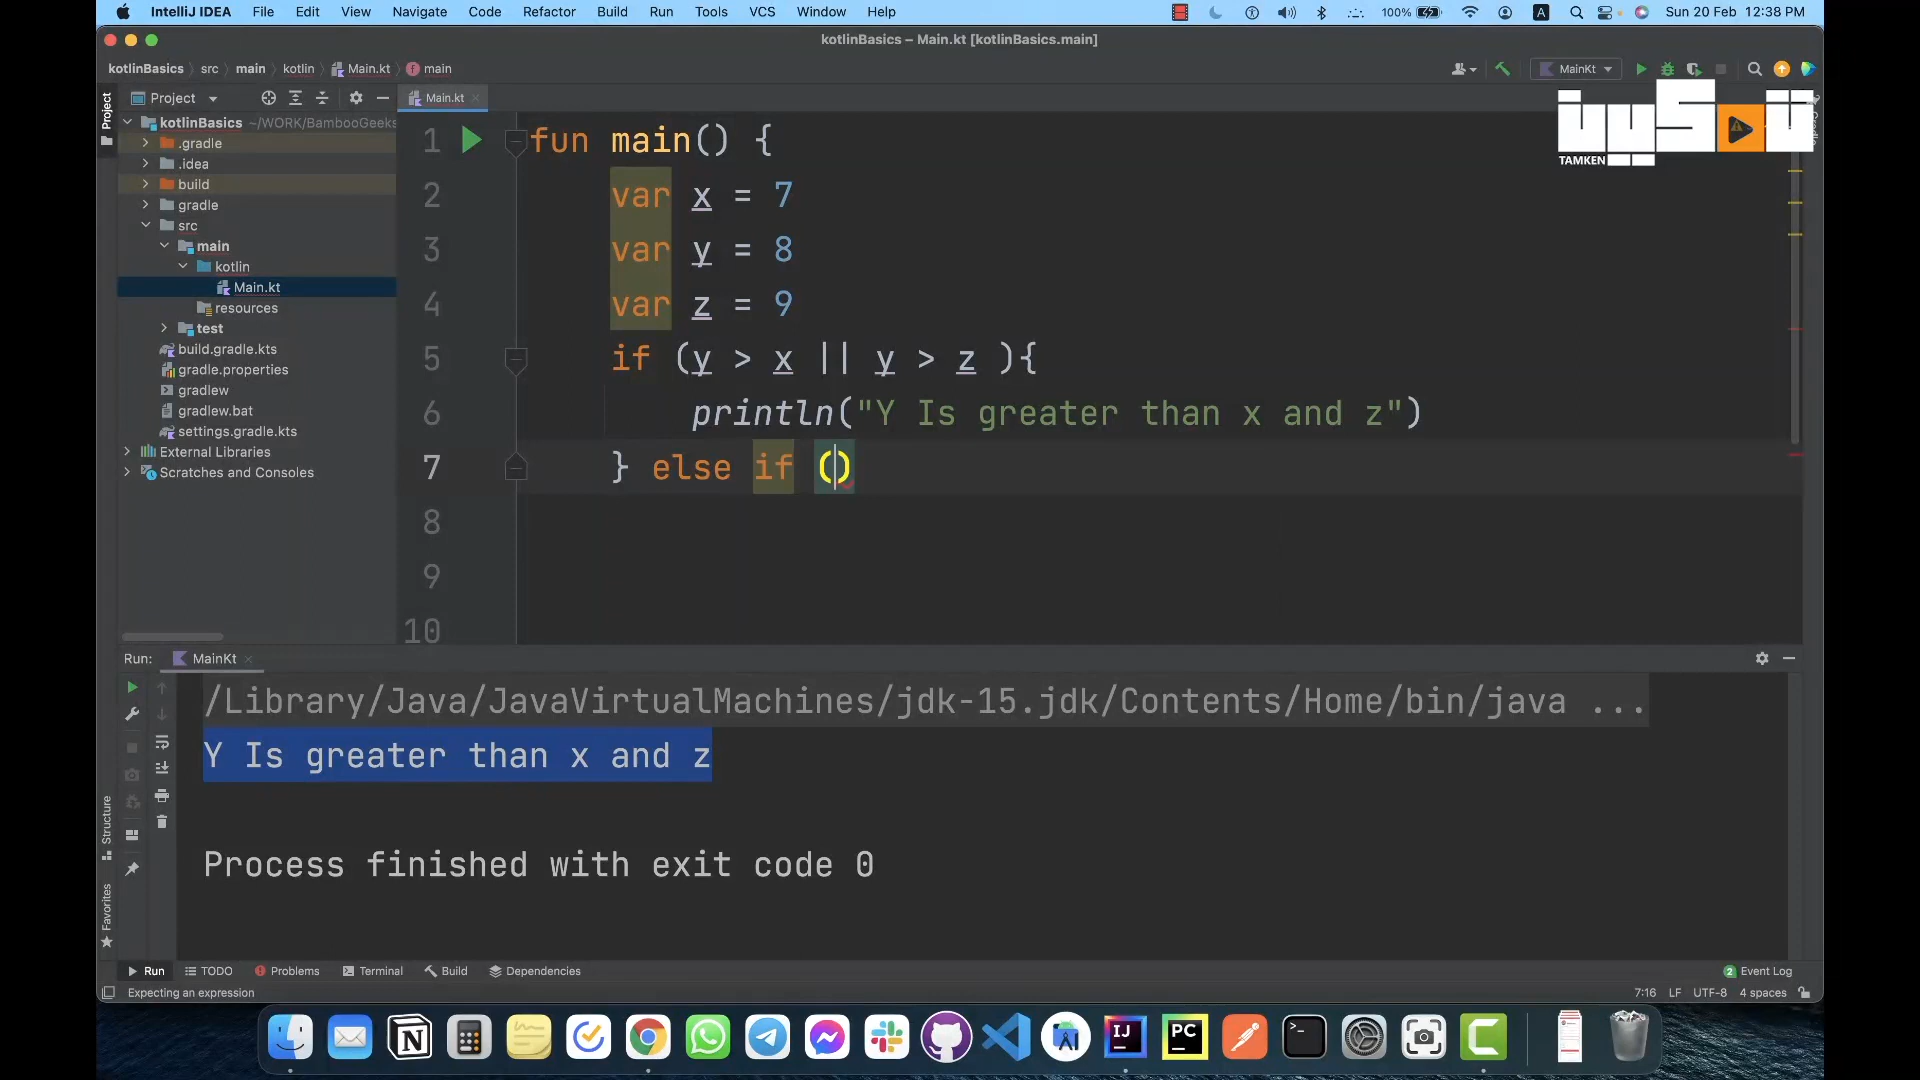 IntelliJ IDEA File Edit View Navigate Code Refactor Build Run Tools VCS Window Help 100% A Sun 20 Feb 12:38 PM
kotlinBasics – Main.kt [kotlinBasics.main]
kotlinBasics src main kotlin Main.kt main MainKt
Project Main.kt
Project
kotlinBasics ~/WORK/BambooGeeks
.gradle
.idea
build
gradle
src
main
kotlin
Main.kt
resources
test
build.gradle.kts
gradle.properties
gradlew
gradlew.bat
settings.gradle.kts
External Libraries
Scratches and Consoles
1 fun main() {
2 var x = 7
3 var y = 8
4 var z = 9
5 if (y > x || y > z ){
6 println("Y Is greater than x and z")
7 } else if ()
8
9
10
TAMKEN
Run: MainKt
/Library/Java/JavaVirtualMachines/jdk-15.jdk/Contents/Home/bin/java ...
Y Is greater than x and z
Process finished with exit code 0
Structure
Favorites
Run TODO Problems Terminal Build Dependencies 2 Event Log
Expecting an expression 7:16 LF UTF-8 4 spaces
IJ
PC